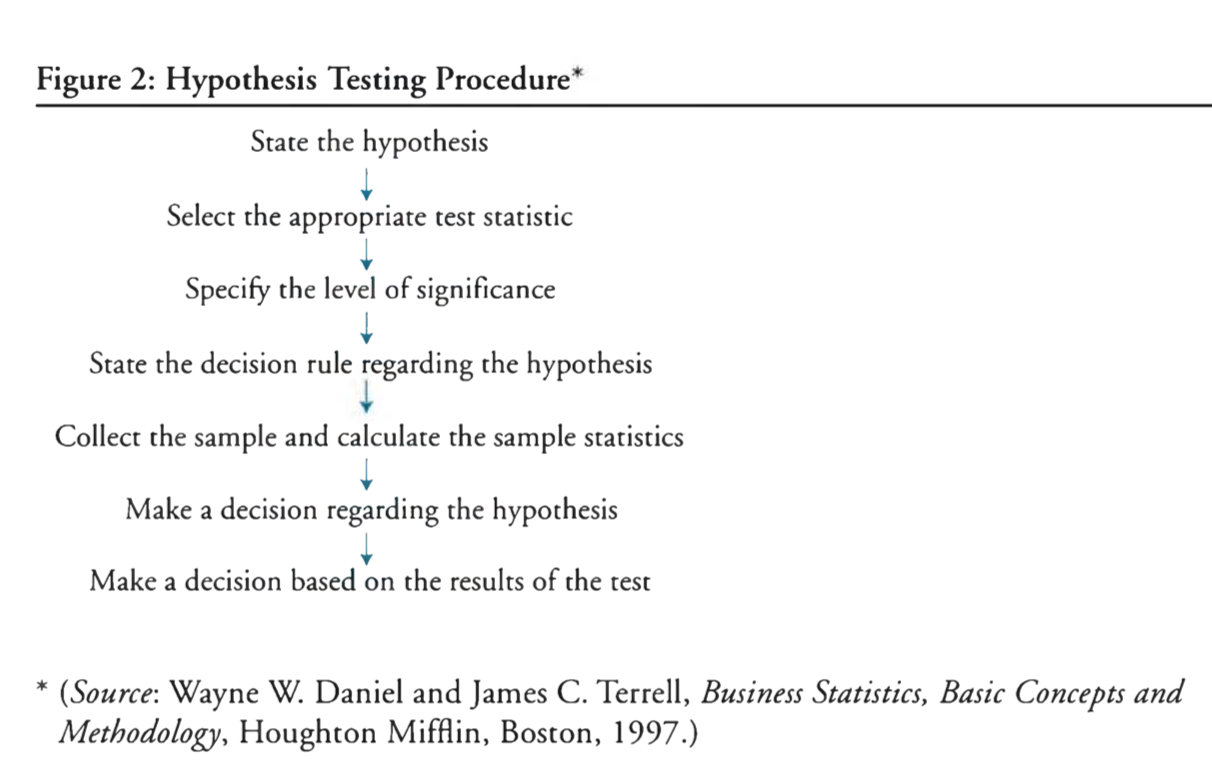 Figure 2: Hypothesis Testing Procedure*
State the hypothesis
Select the appropriate test statistic
Specify the level of significance
State the decision rule regarding the hypothesis
Collect the sample and calculate the sample statistics
Make a decision regarding the hypothesis
Make a decision based on the results of the test
* (Source: Wayne W. Daniel and James C. Terrell, Business Statistics, Basic Concepts and
Methodology, Houghton Mifflin, Boston, 1997.)